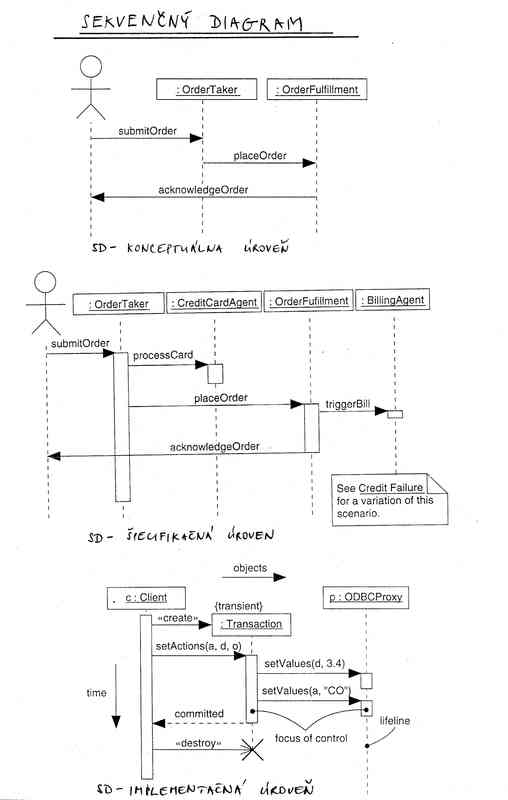 SEKVENČNÝ DIAGRAM
: OrderTaker
: OrderFulfillment
submitOrder
placeOrder
acknowledgeOrder
SD - KONCEPTUÁLNA ÚROVEŇ
: OrderTaker
: CreditCardAgent
: OrderFufillment
: BillingAgent
submitOrder
processCard
placeOrder
triggerBill
acknowledgeOrder
See Credit Failure
for a variation of this
scenario.
SD - ŠPECIFIKAČNÁ ÚROVEŇ
objects
c : Client
p : ODBCProxy
{transient}
«create»
: Transaction
setActions(a, d, o)
setValues(d, 3.4)
setValues(a, "CO")
time
committed
focus of control
lifeline
«destroy»
SD - IMPLEMENTAČNÁ ÚROVEŇ